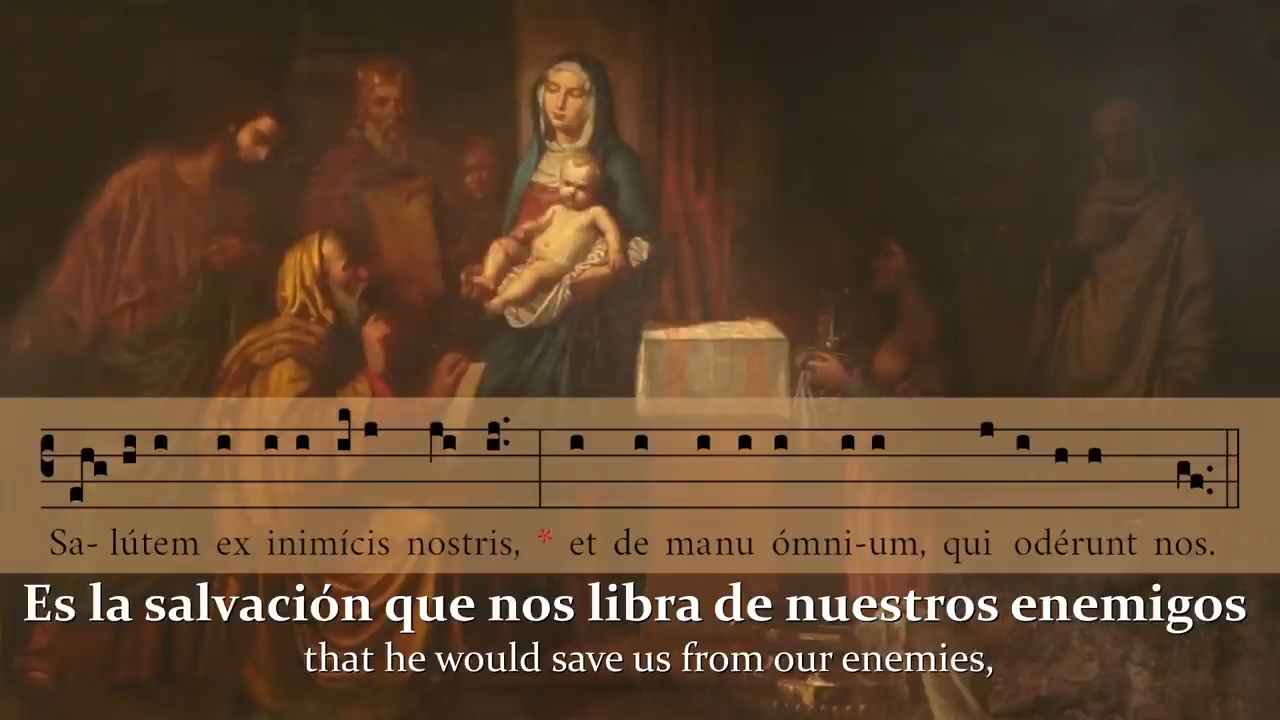 Sa- lútem ex inimícis nostris, * et de manu ómni-um, qui odérunt nos.
Es la salvación que nos libra de nuestros enemigos
that he would save us from our enemies,